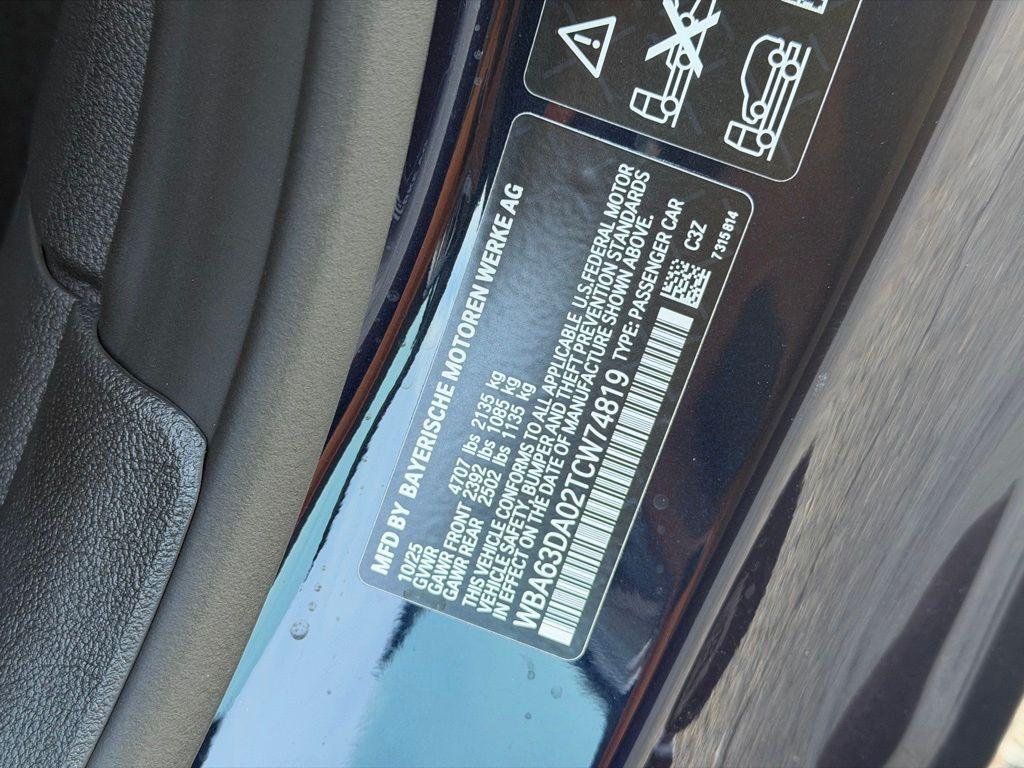 MFD BY BAYERISCHE MOTOREN WERKE AG
10/25
GVWR 4707 lbs 2135 kg
GAWR FRONT 2392 lbs 1085 kg
GAWR REAR 2502 lbs 1135 kg
THIS VEHICLE CONFORMS TO ALL APPLICABLE U.S. FEDERAL MOTOR
VEHICLE SAFETY, BUMPER AND THEFT PREVENTION STANDARDS
IN EFFECT ON THE DATE OF MANUFACTURE SHOWN ABOVE.
WBA63DA02TCW74819 TYPE: PASSENGER CAR
C3Z
7 315 814